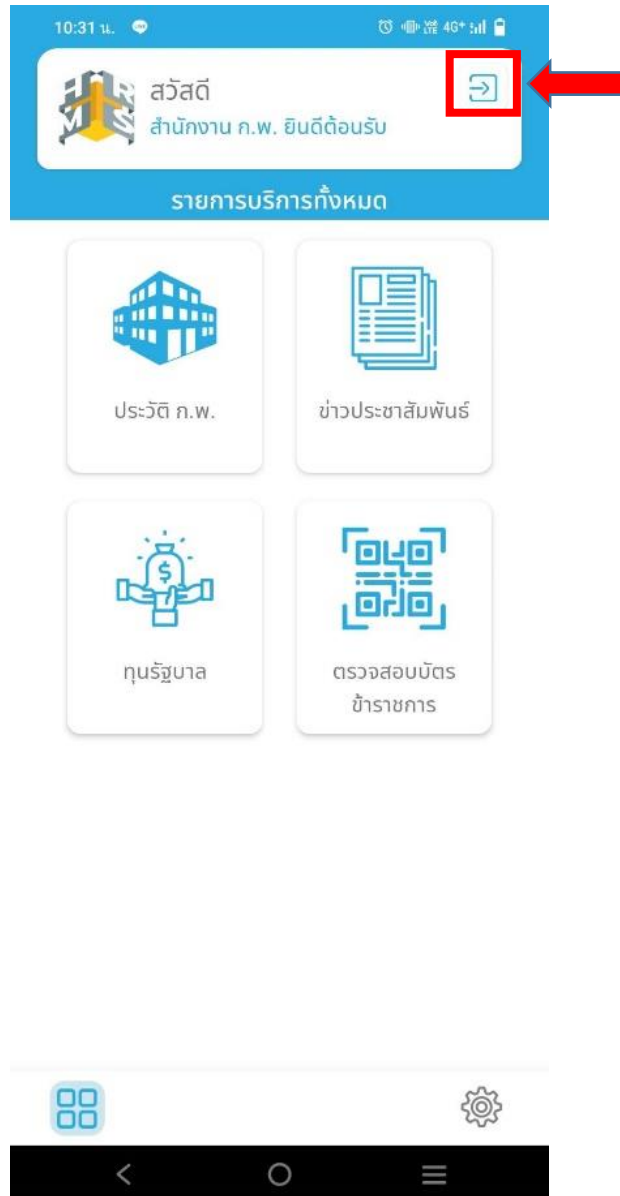 10:31 น.
4G+
HR
MS
สวัสดี
สำนักงาน ก.พ. ยินดีต้อนรับ
รายการบริการทั้งหมด
ประวัติ ก.พ.
ข่าวประชาสัมพันธ์
ทุนรัฐบาล
ตรวจสอบบัตร
ข้าราชการ